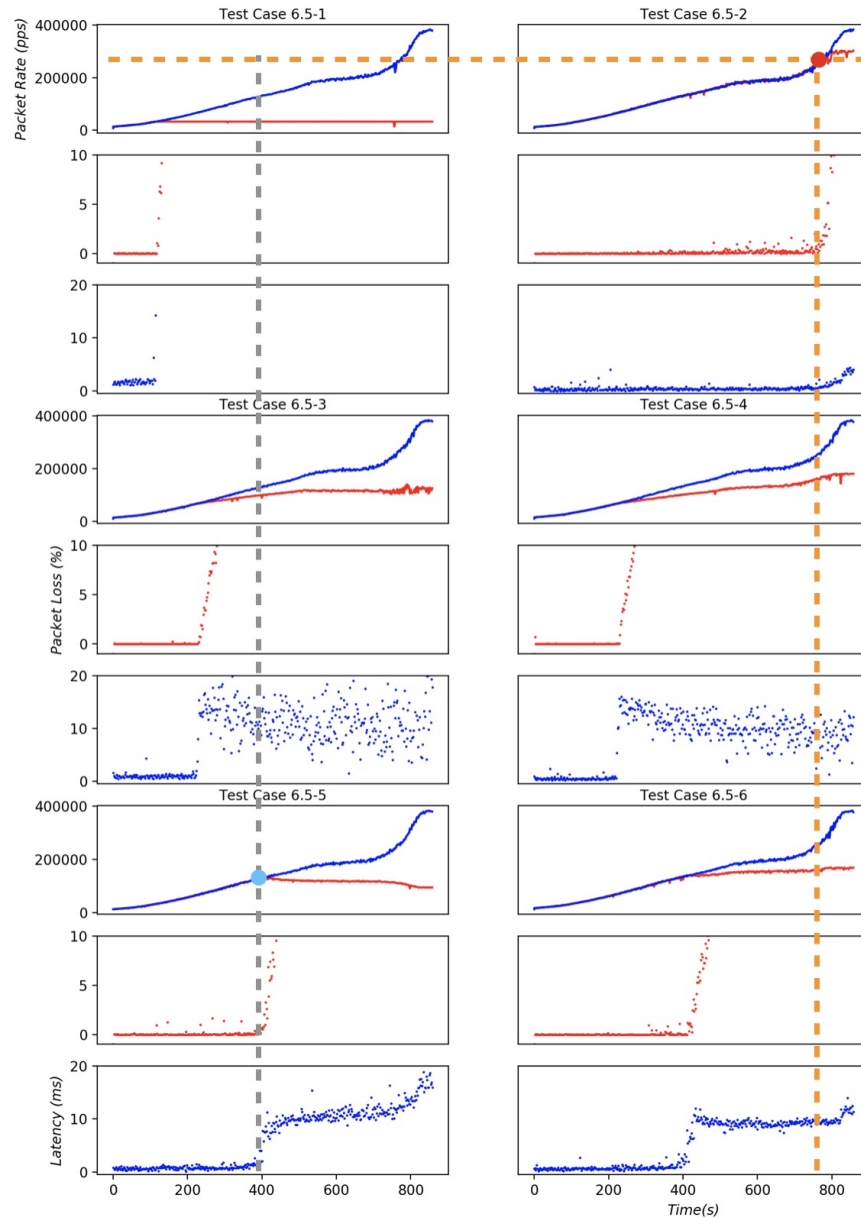 Test Case 6.5-1
Test Case 6.5-2
Packet Rate (pps)
400000
200000
0
10
5
0
20
10
0
Test Case 6.5-3
Test Case 6.5-4
400000
200000
0
Packet Loss (%)
10
5
0
20
10
0
Test Case 6.5-5
Test Case 6.5-6
400000
200000
0
10
5
0
Latency (ms)
20
10
0
0 200 400 600 800
0 200 400 600 800
Time(s)